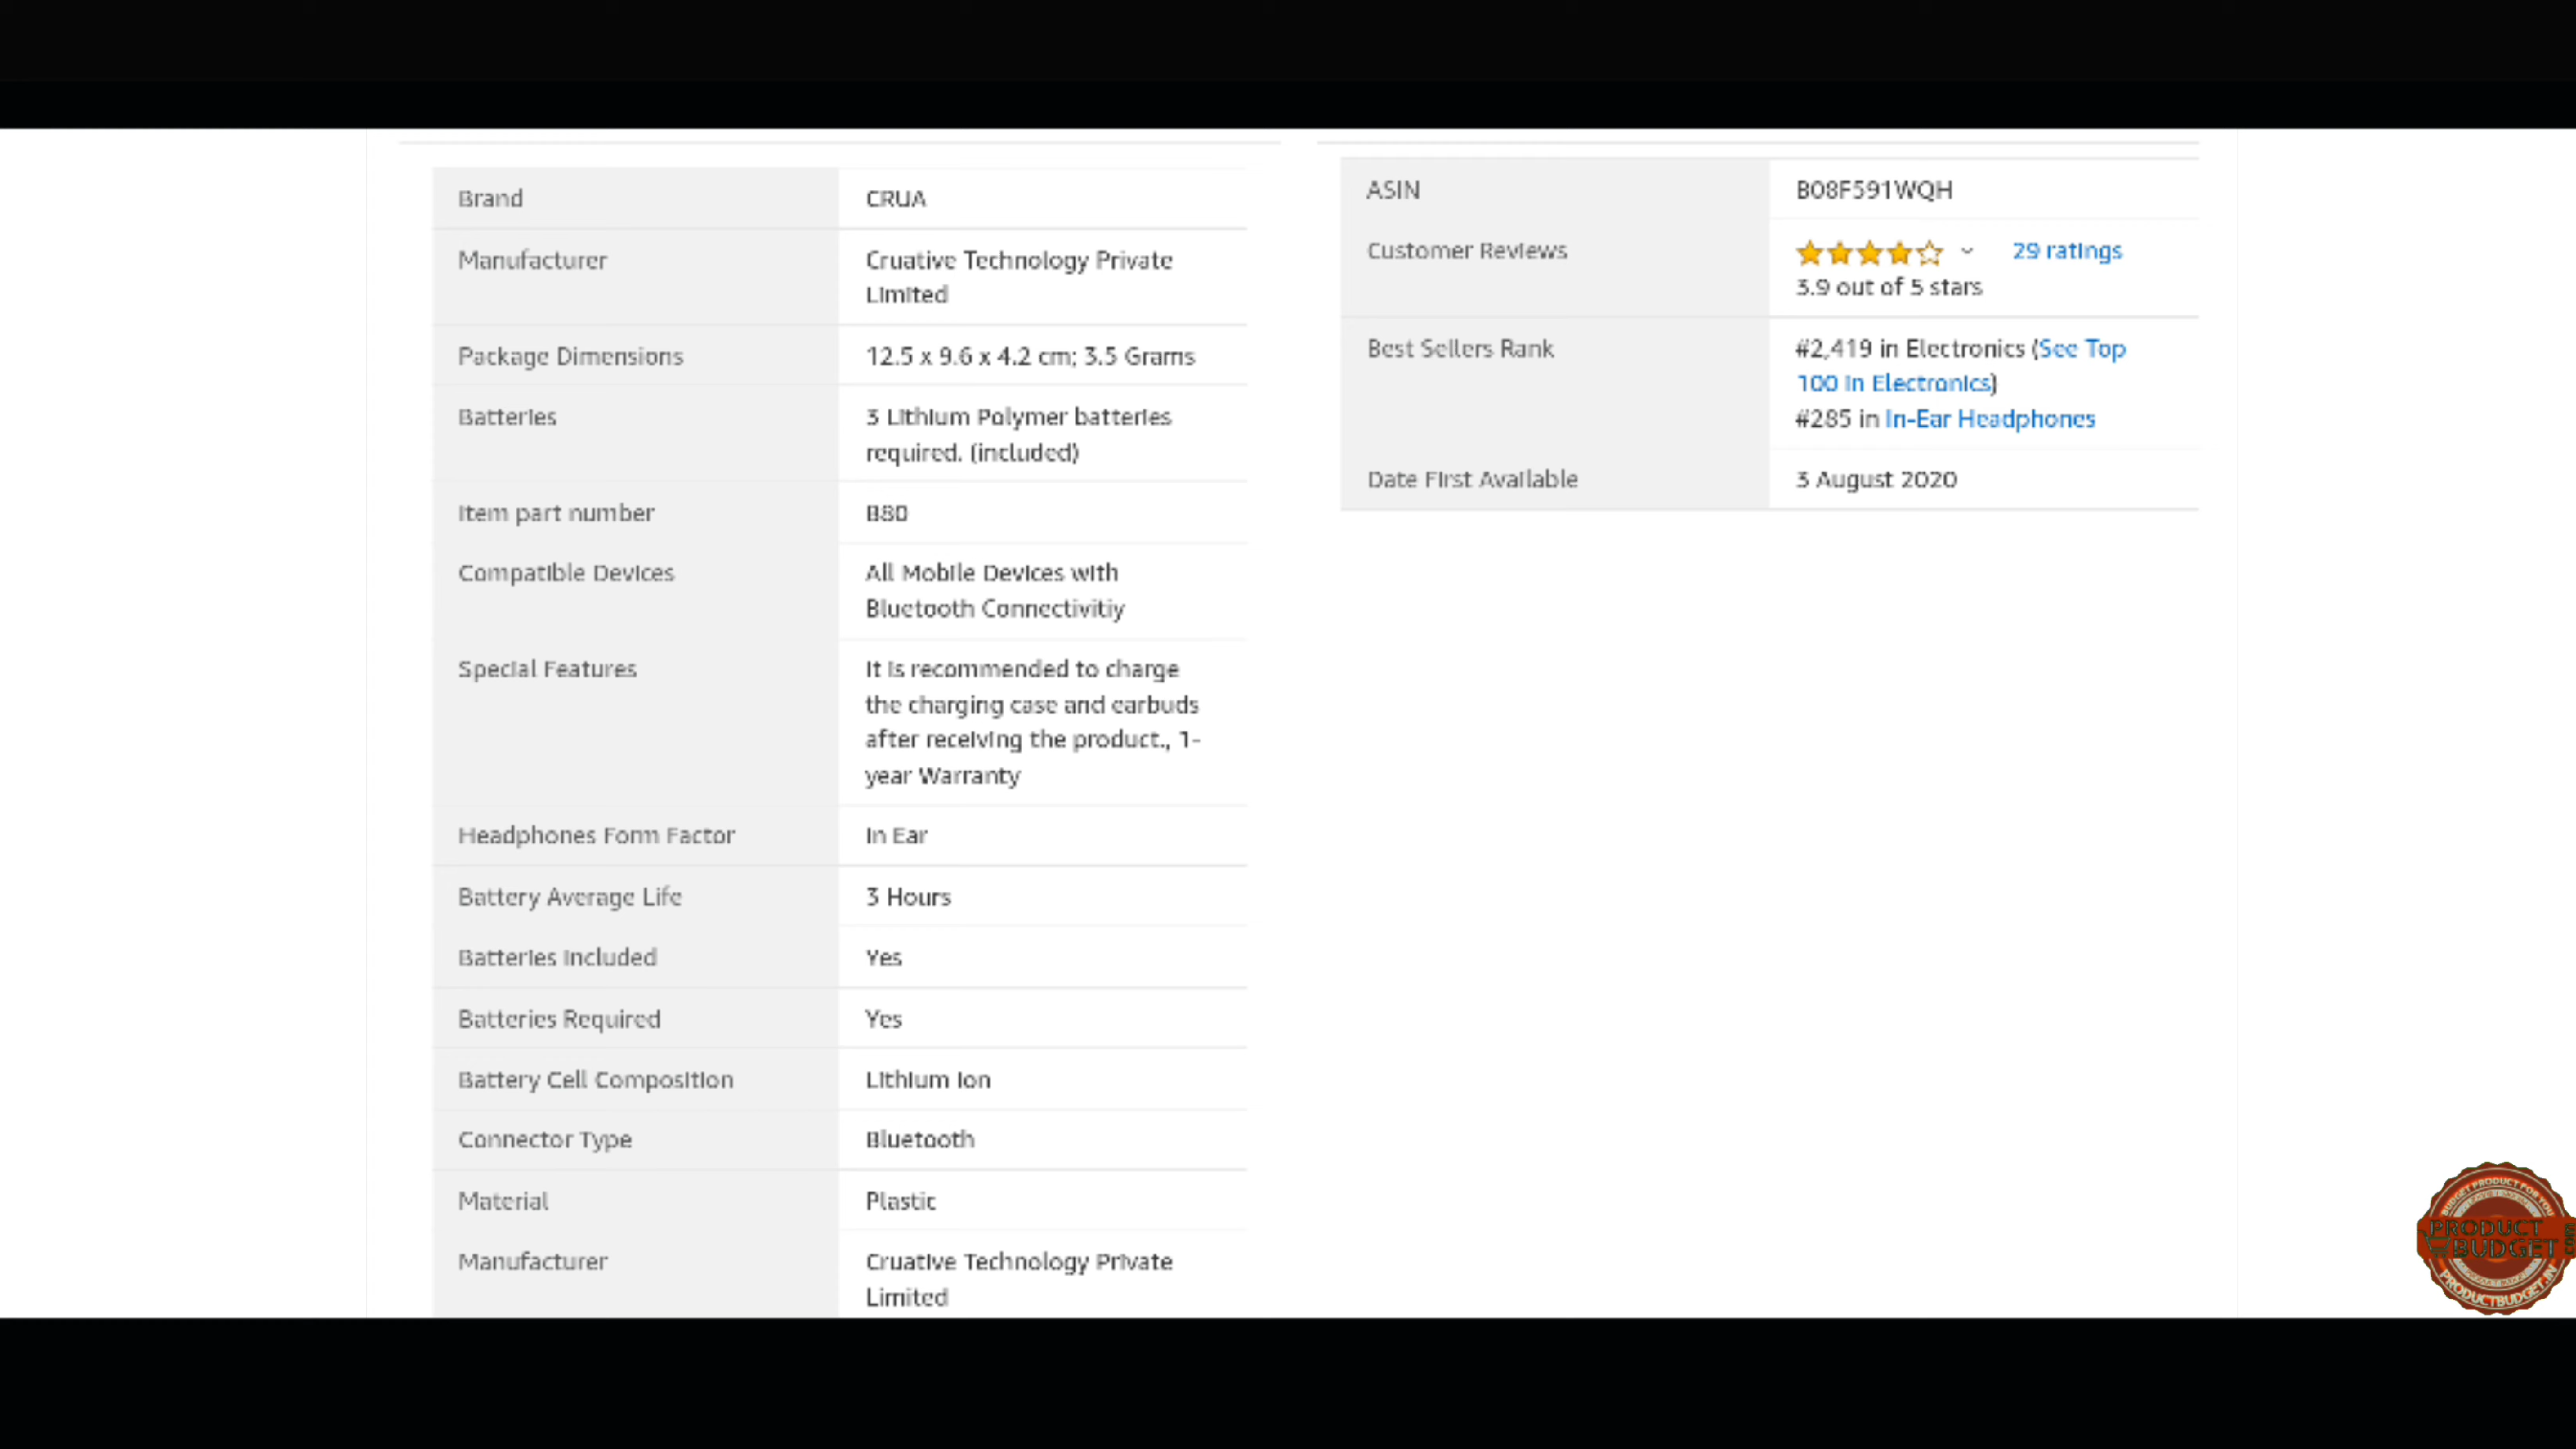 Brand CRUA
Manufacturer Cruative Technology Private
Limited
Package Dimensions 12.5 x 9.6 x 4.2 cm; 3.5 Grams
Batteries 3 Lithium Polymer batteries
required. (included)
Item part number B80
Compatible Devices All Mobile Devices with
Bluetooth Connectivitiy
Special Features It is recommended to charge
the charging case and earbuds
after receiving the product., 1-
year Warranty
Headphones Form Factor In Ear
Battery Average Life 3 Hours
Batteries Included Yes
Batteries Required Yes
Battery Cell Composition Lithium Ion
Connector Type Bluetooth
Material Plastic
Manufacturer Cruative Technology Private
Limited
ASIN B08F591WQH
Customer Reviews 29 ratings
3.9 out of 5 stars
Best Sellers Rank #2,419 in Electronics (See Top
100 in Electronics)
#285 in In-Ear Headphones
Date First Available 3 August 2020
BUDGET PRODUCT FOR YOU
PRODUCT
BUDGET
PRODUCTBUDGET.IN